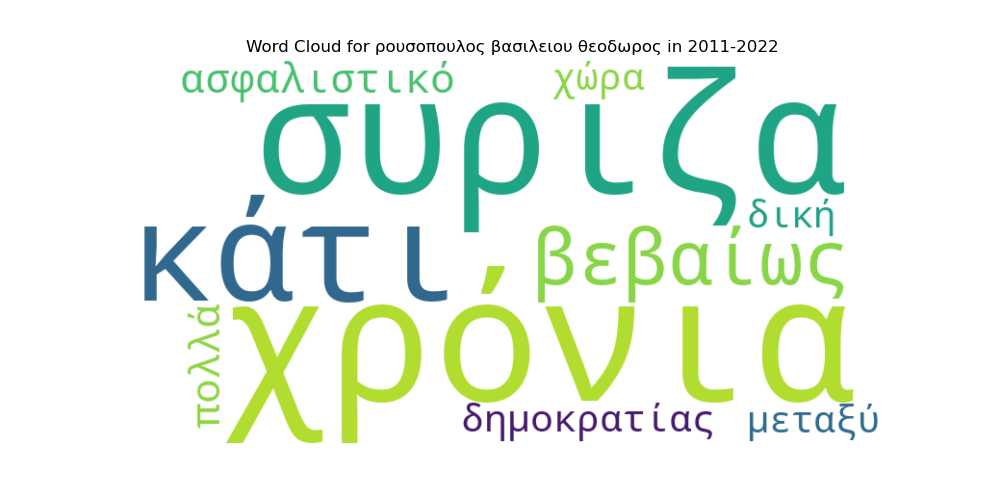 Word Cloud for ρουσοπουλος βασιλειου θεοδωρος in 2011-2022
ασφαλιστικό χώρα
συριζα
δική
κάτι βεβαίως
πολλά χρόνια
δημοκρατίας μεταξύ